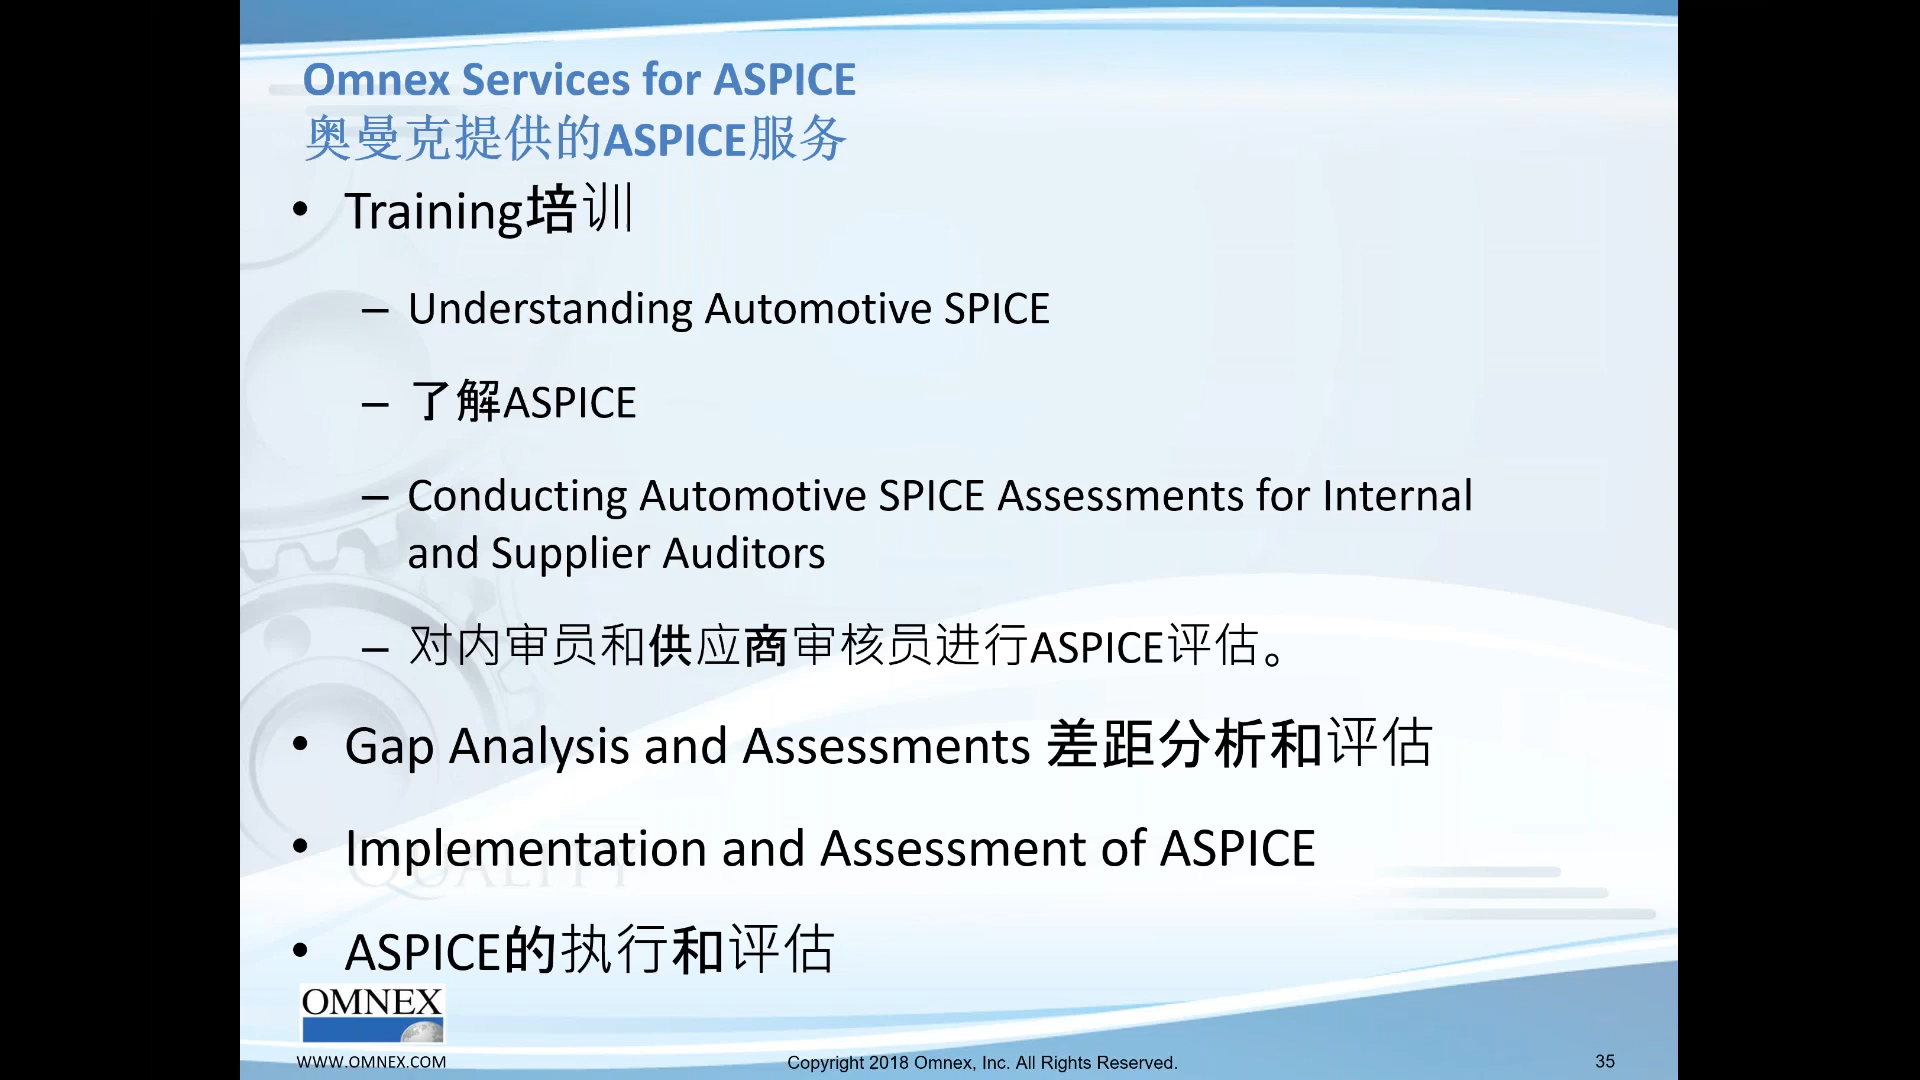 Omnex Services for ASPICE
奥曼克提供的ASPICE服务
• Training培训
– Understanding Automotive SPICE
– 了解ASPICE
– Conducting Automotive SPICE Assessments for Internal
and Supplier Auditors
– 对内审员和供应商审核员进行ASPICE评估。
• Gap Analysis and Assessments 差距分析和评估
• Implementation and Assessment of ASPICE
QUALITY
• ASPICE的执行和评估
OMNEX
WWW.OMNEX.COM
Copyright 2018 Omnex, Inc. All Rights Reserved.
35